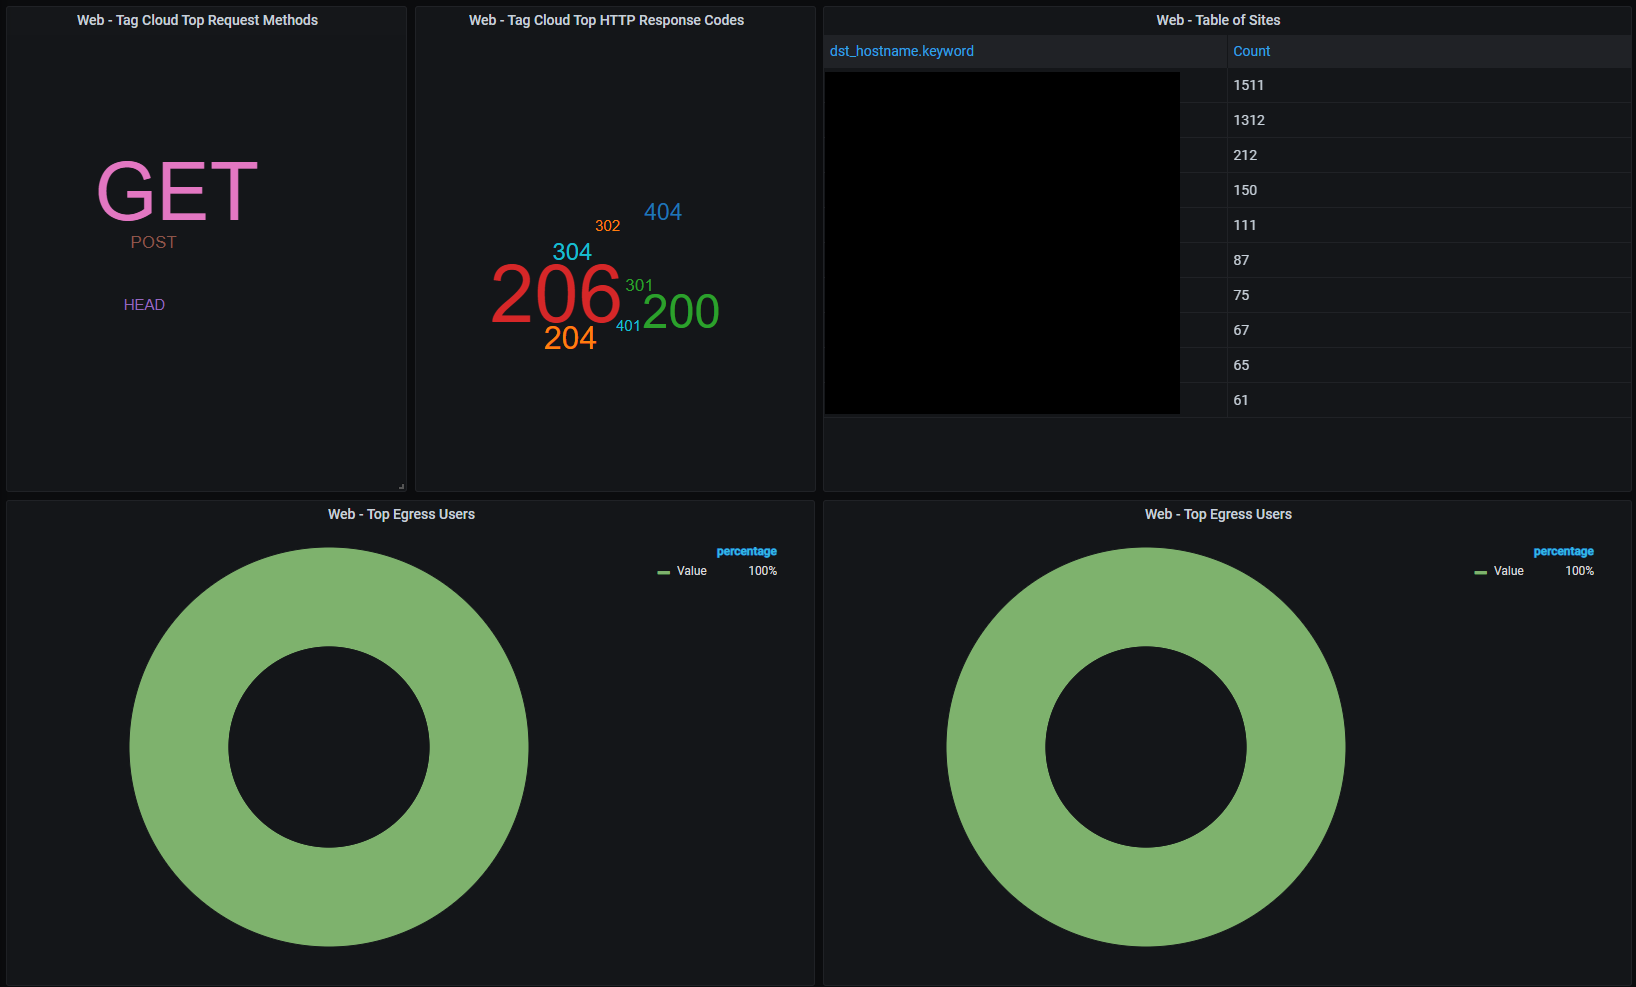 Web - Tag Cloud Top Request Methods
GET
POST
HEAD
Web - Tag Cloud Top HTTP Response Codes
404
302
304
206
301
200
401
204
Web - Table of Sites
dst_hostname.keyword Count
1511
1312
212
150
111
87
75
67
65
61
Web - Top Egress Users
percentage
Value 100%
Web - Top Egress Users
percentage
Value 100%